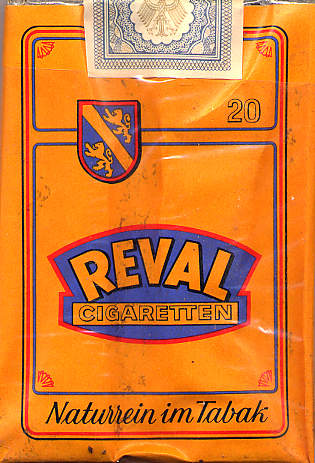 20
REVAL
CIGARETTEN
Naturrein im Tabak